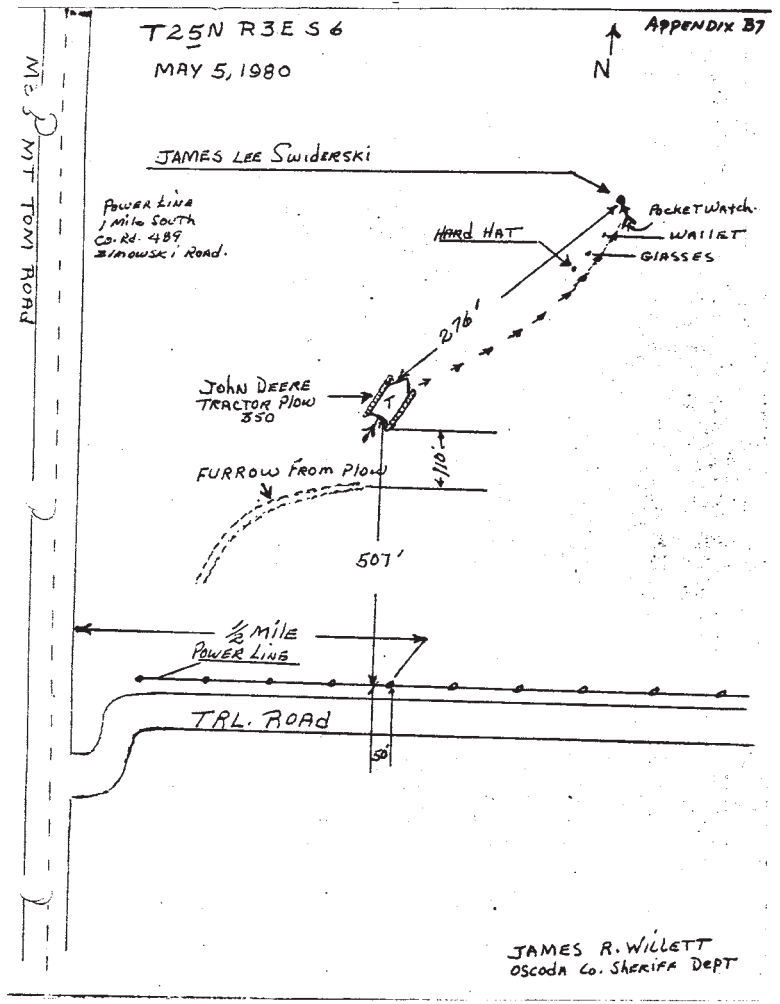 APPENDIX B7
T25N R3E S6
MAY 5, 1980
N
MT TOM ROAD
JAMES LEE SWIDERSKI
POWER LINE
1 MILE SOUTH
CO. Rd. 489
ZIMOWSKI ROAD.
POCKET WATCH
HARD HAT
WALLET
GLASSES
276'
JOHN DEERE
TRACTOR PLOW
350
T
FURROW FROM PLOW
507'
1/2 MILE
POWER LINE
TRL. ROAD
50'
JAMES R. WILLETT
OSCODA CO. SHERIFF DEPT